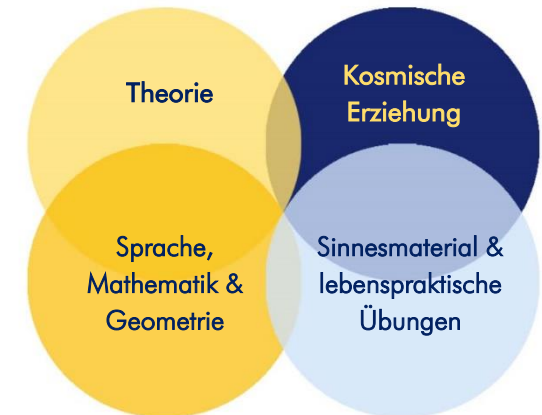 Theorie
Kosmische
Erziehung
Sprache,
Mathematik &
Geometrie
Sinnesmaterial &
lebenspraktische
Übungen